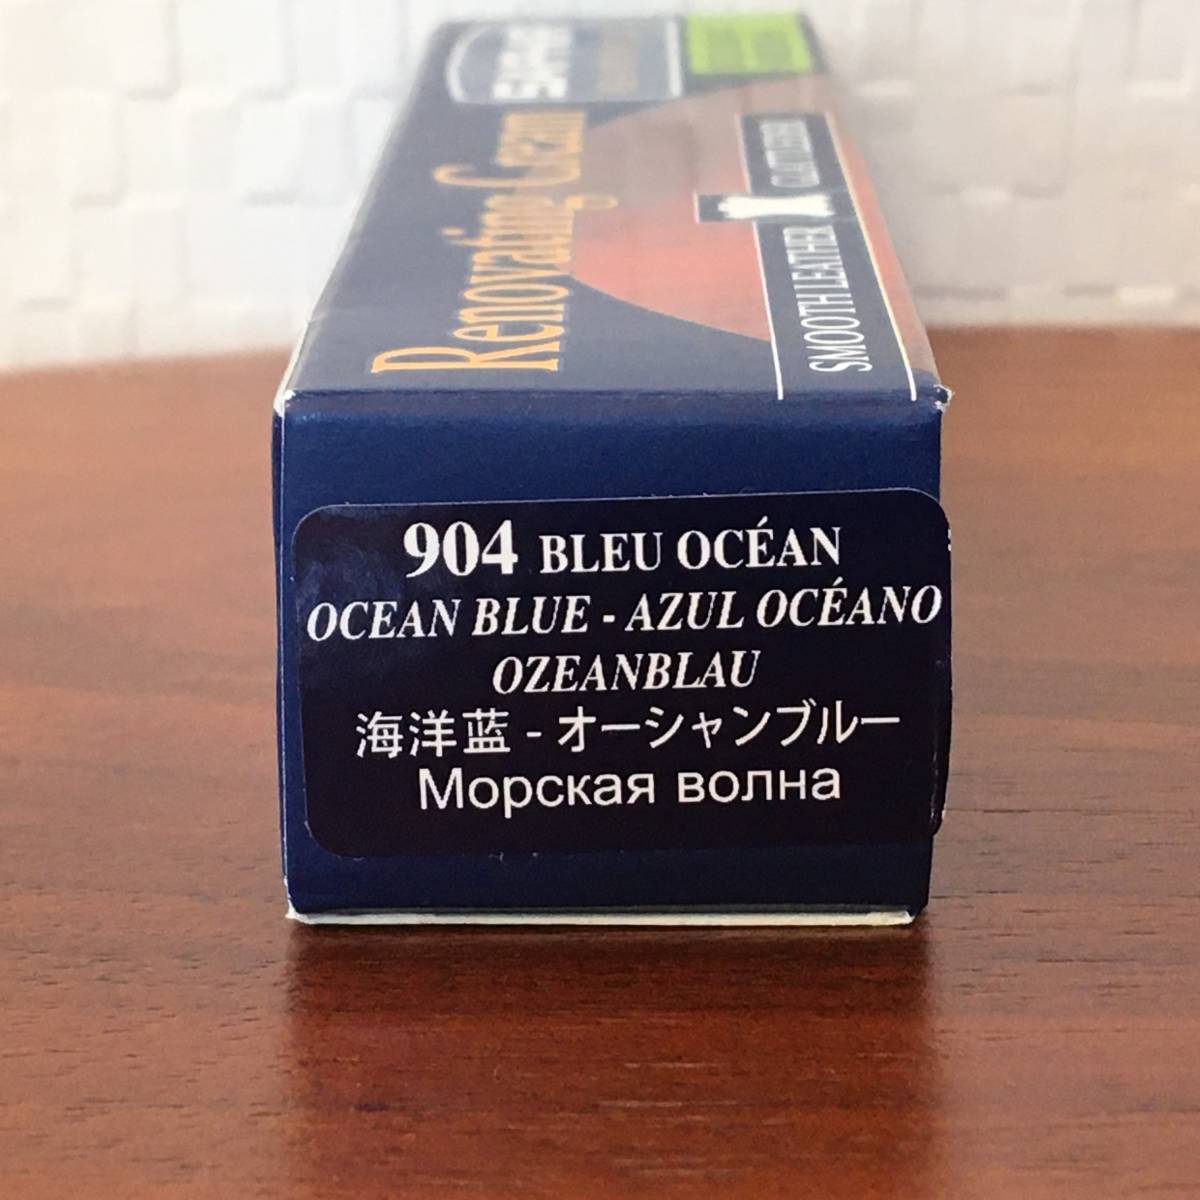 Renovating Cream
SMOOTH LEATHER
904 BLEU OCÉAN
OCEAN BLUE - AZUL OCÉANO
OZEANBLAU
海洋蓝 - オーシャンブルー
Морская волна